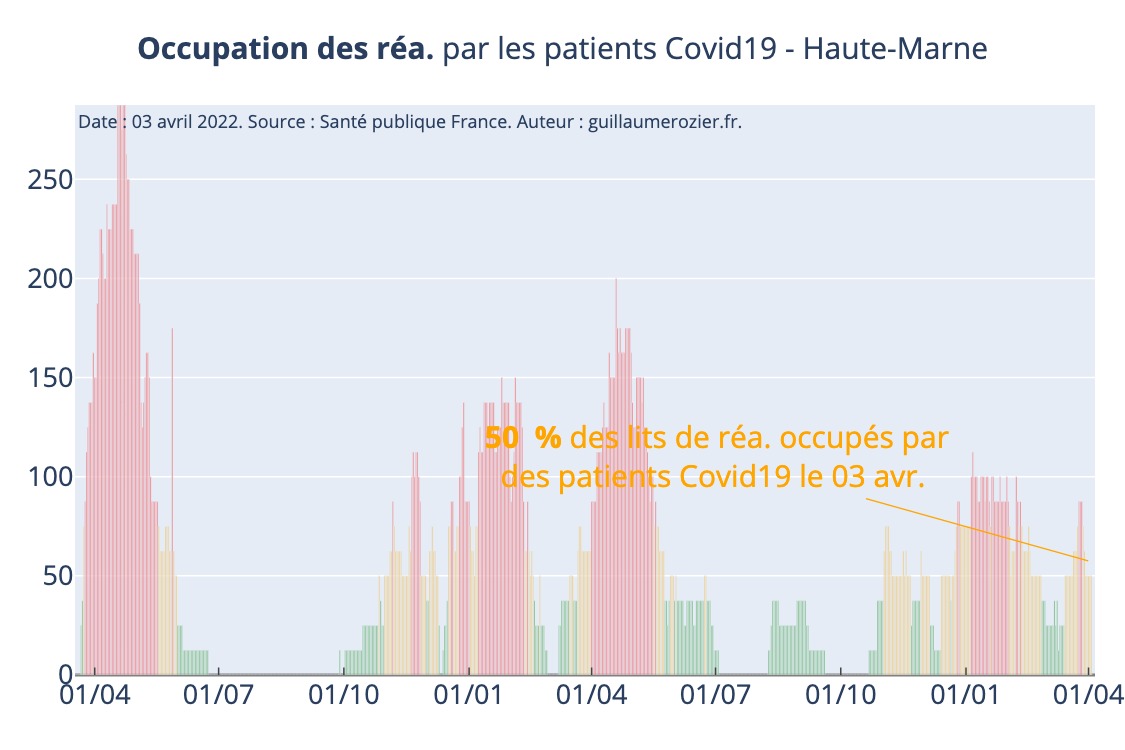 Occupation des réa. par les patients Covid19 - Haute-Marne
Date : 03 avril 2022. Source : Santé publique France. Auteur : guillaumerozier.fr.
250
200
150
50 % des lits de réa. occupés par
des patients Covid19 le 03 avr.
100
50
0
01/04 01/07 01/10 01/01 01/04 01/07 01/10 01/01 01/04